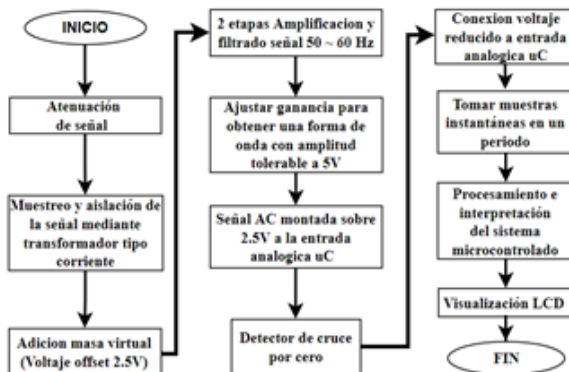 INICIO
Atenuación
de señal
Muestreo y aislación de
la señal mediante
transformador tipo
corriente
Adicion masa virtual
(Voltaje offset 2.5V)
2 etapas Amplificacion y
filtrado señal 50 ~ 60 Hz
Ajustar ganancia para
obtener una forma de
onda con amplitud
tolerable a 5V
Señal AC montada sobre
2.5V a la entrada
analogica uC
Detector de cruce
por cero
Conexion voltaje
reducido a entrada
analogica uC
Tomar muestras
instantáneas en un
periodo
Procesamiento e
interpretación
del sistema
microcontrolado
Visualización LCD
FIN